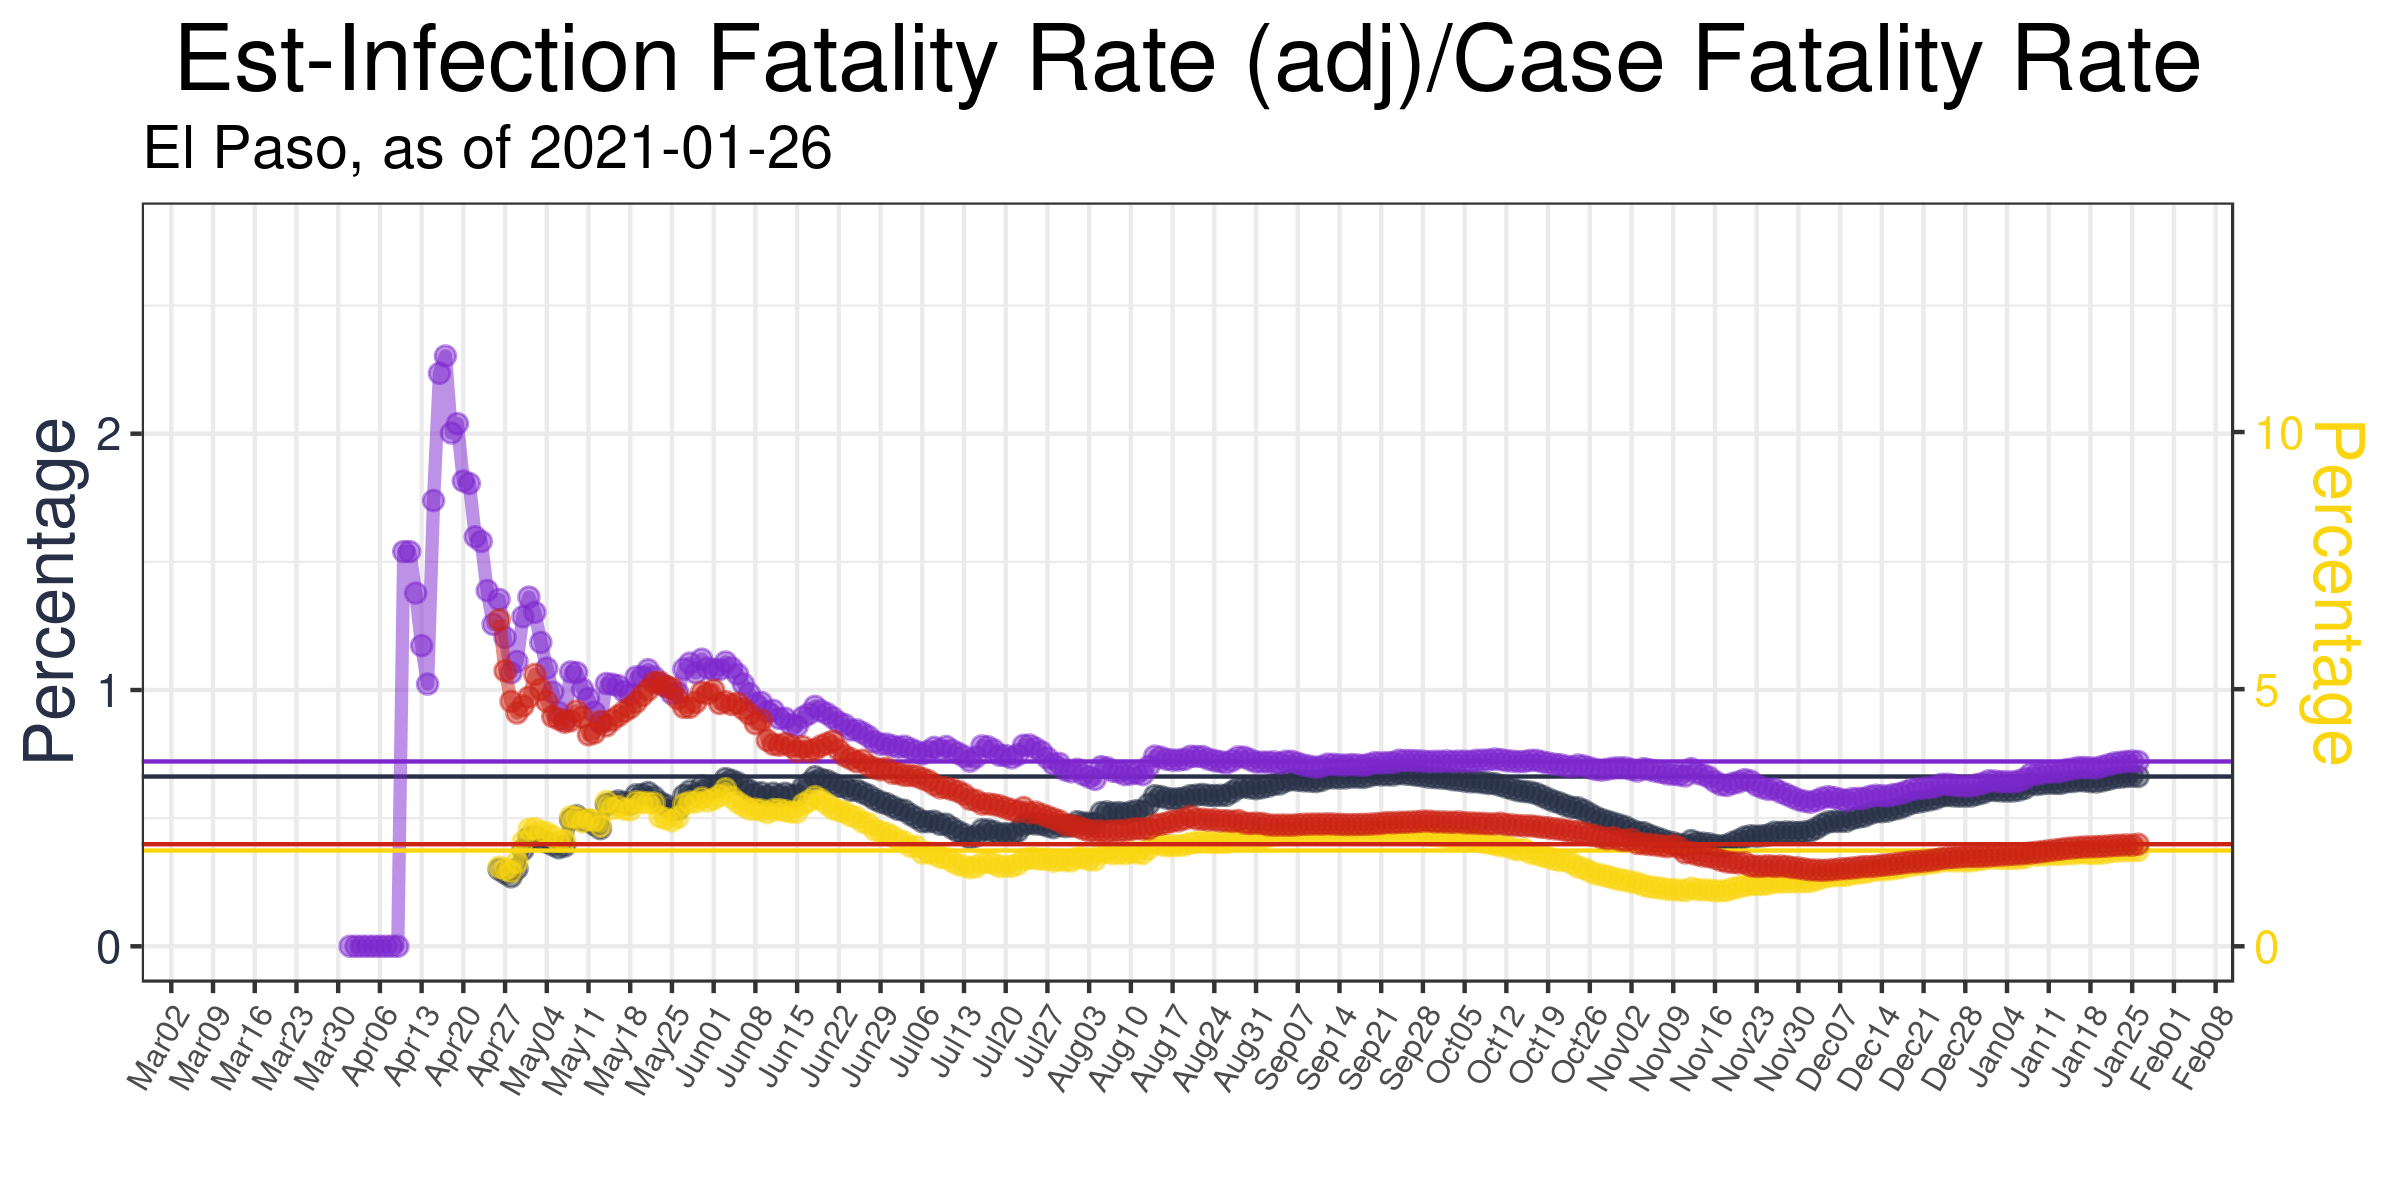 Est-Infection Fatality Rate (adj)/Case Fatality Rate
El Paso, as of 2021-01-26
Percentage
2
1
0
10
5
0
Percentage
Mar02
Mar09
Mar16
Mar23
Mar30
Apr06
Apr13
Apr20
Apr27
May04
May11
May18
May25
Jun01
Jun08
Jun15
Jun22
Jun29
Jul06
Jul13
Jul20
Jul27
Aug03
Aug10
Aug17
Aug24
Aug31
Sep07
Sep14
Sep21
Sep28
Oct05
Oct12
Oct19
Oct26
Nov02
Nov09
Nov16
Nov23
Nov30
Dec07
Dec14
Dec21
Dec28
Jan04
Jan11
Jan18
Jan25
Feb01
Feb08